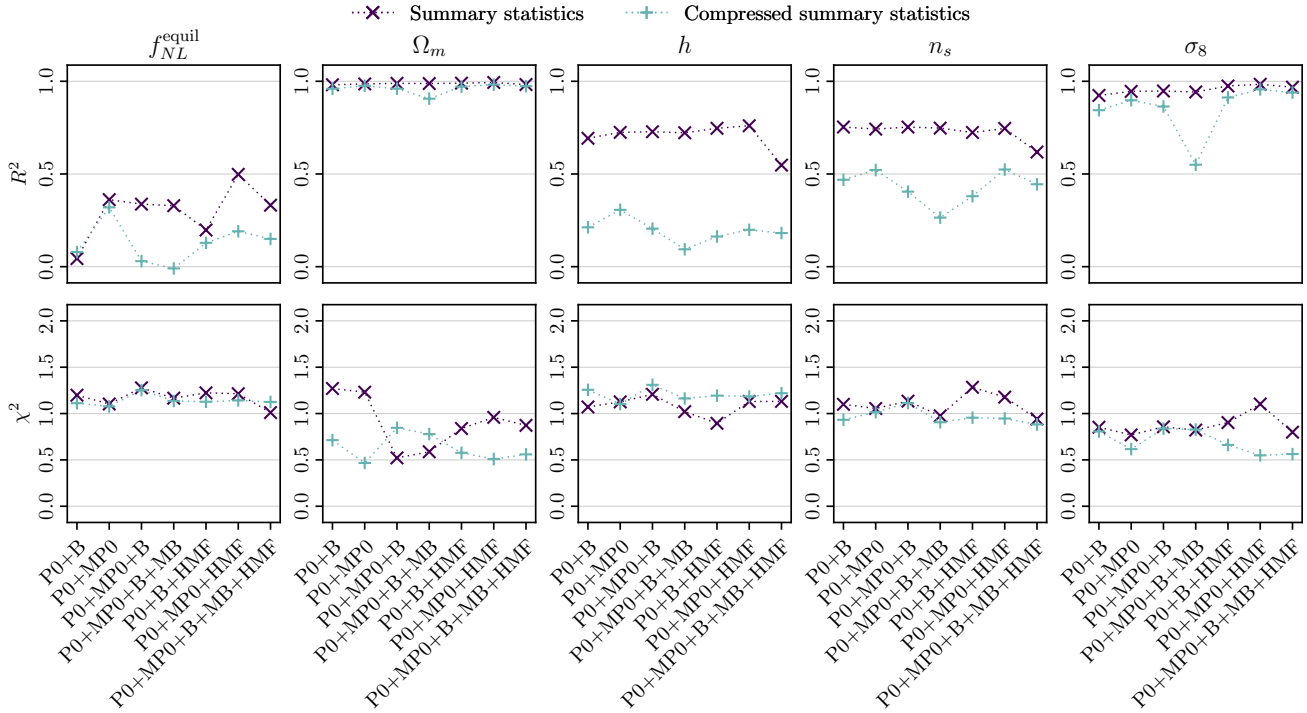 Summary statistics Compressed summary statistics
f_{NL}^{equil} Ω_m h n_s σ_8
R^2
1.0 0.5 0.0
1.0 0.5 0.0
1.0 0.5 0.0
1.0 0.5 0.0
1.0 0.5 0.0
χ^2
2.0 1.5 1.0 0.5 0.0
2.0 1.5 1.0 0.5 0.0
2.0 1.5 1.0 0.5 0.0
2.0 1.5 1.0 0.5 0.0
2.0 1.5 1.0 0.5 0.0
P0+B
P0+MP0
P0+MP0+B
P0+MP0+B+MB
P0+B+HMF
P0+MP0+HMF
P0+MP0+B+MB+HMF
P0+B
P0+MP0
P0+MP0+B
P0+MP0+B+MB
P0+B+HMF
P0+MP0+HMF
P0+MP0+B+MB+HMF
P0+B
P0+MP0
P0+MP0+B
P0+MP0+B+MB
P0+B+HMF
P0+MP0+HMF
P0+MP0+B+MB+HMF
P0+B
P0+MP0
P0+MP0+B
P0+MP0+B+MB
P0+B+HMF
P0+MP0+HMF
P0+MP0+B+MB+HMF
P0+B
P0+MP0
P0+MP0+B
P0+MP0+B+MB
P0+B+HMF
P0+MP0+HMF
P0+MP0+B+MB+HMF